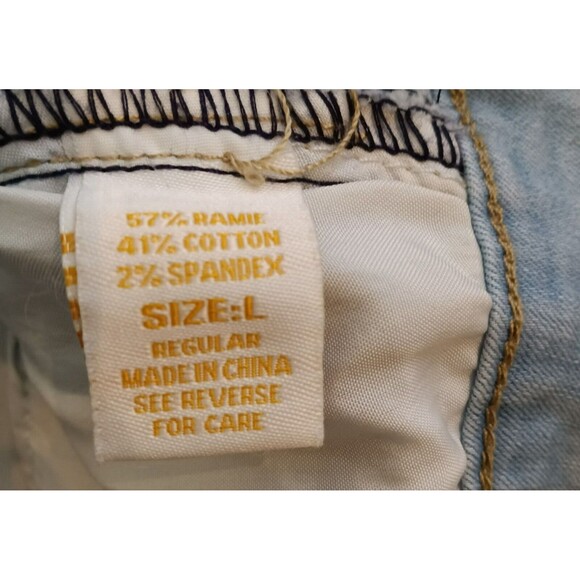 57% RAMIE
41% COTTON
2% SPANDEX
SIZE:L
REGULAR
MADE IN CHINA
SEE REVERSE
FOR CARE